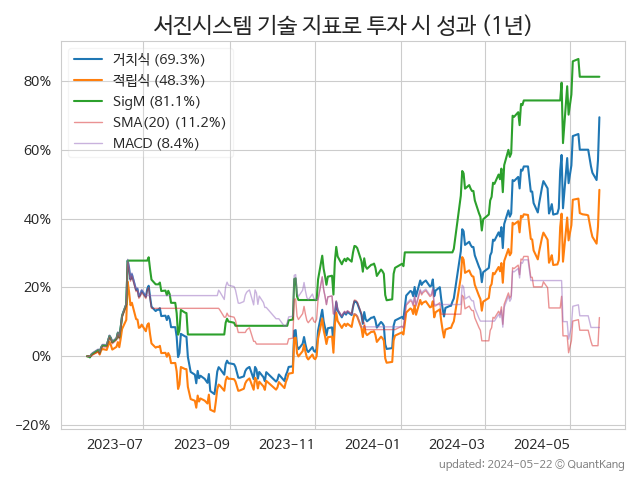 서진시스템 기술 지표로 투자 시 성과 (1년)
거치식 (69.3%)
적립식 (48.3%)
SigM (81.1%)
SMA(20) (11.2%)
MACD (8.4%)
80%
60%
40%
20%
0%
−20%
2023-07 2023-09 2023-11 2024-01 2024-03 2024-05
updated: 2024-05-22 © QuantKang